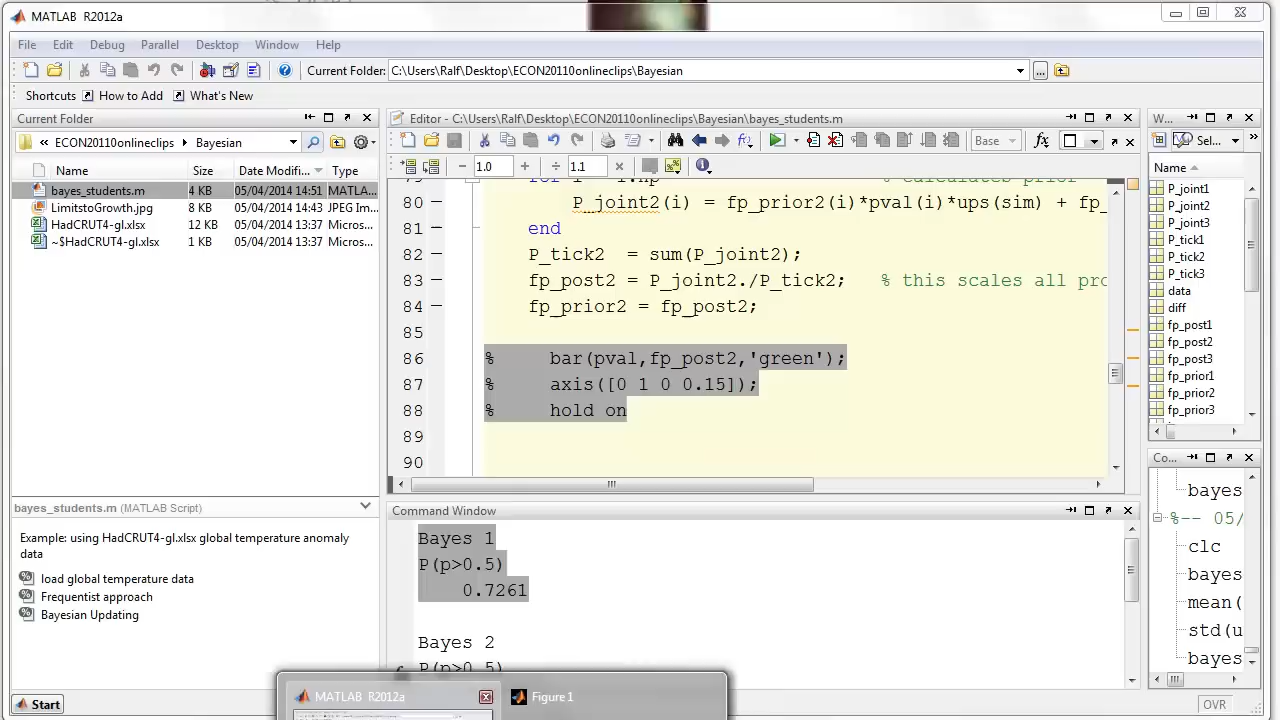 MATLAB R2012a
File Edit Debug Parallel Desktop Window Help
Current Folder: C:\Users\Ralf\Desktop\ECON20110onlineclips\Bayesian
Shortcuts How to Add What's New
Current Folder
« ECON20110onlineclips ▸ Bayesian
Name Size Date Modifi... Type
bayes_students.m 4 KB 05/04/2014 14:51 MATLA...
LimitstoGrowth.jpg 8 KB 05/04/2014 14:43 JPEG Im...
HadCRUT4-gl.xlsx 12 KB 05/04/2014 13:37 Micros...
~$HadCRUT4-gl.xlsx 1 KB 05/04/2014 13:37 Micros...
bayes_students.m (MATLAB Script)
Example: using HadCRUT4-gl.xlsx global temperature anomaly
data
load global temperature data
Frequentist approach
Bayesian Updating
Start
Editor - C:\Users\Ralf\Desktop\ECON20110onlineclips\Bayesian\bayes_students.m
Base
1.0 1.1
80 P_joint2(i) = fp_prior2(i)*pval(i)*ups(sim) + fp_
81 end
82 P_tick2 = sum(P_joint2);
83 fp_post2 = P_joint2./P_tick2; % this scales all pro
84 fp_prior2 = fp_post2;
85
86 % bar(pval,fp_post2,'green');
87 % axis([0 1 0 0.15]);
88 % hold on
89
90
Command Window
Bayes 1
P(p>0.5)
0.7261
Bayes 2
P(p>0.5)
MATLAB R2012a
Figure 1
W...
Sel...
Name
P_joint1
P_joint2
P_joint3
P_tick1
P_tick2
P_tick3
data
diff
fp_post1
fp_post2
fp_post3
fp_prior1
fp_prior2
fp_prior3
Co...
bayes
%-- 05/
clc
bayes
mean(
std(u
bayes
OVR